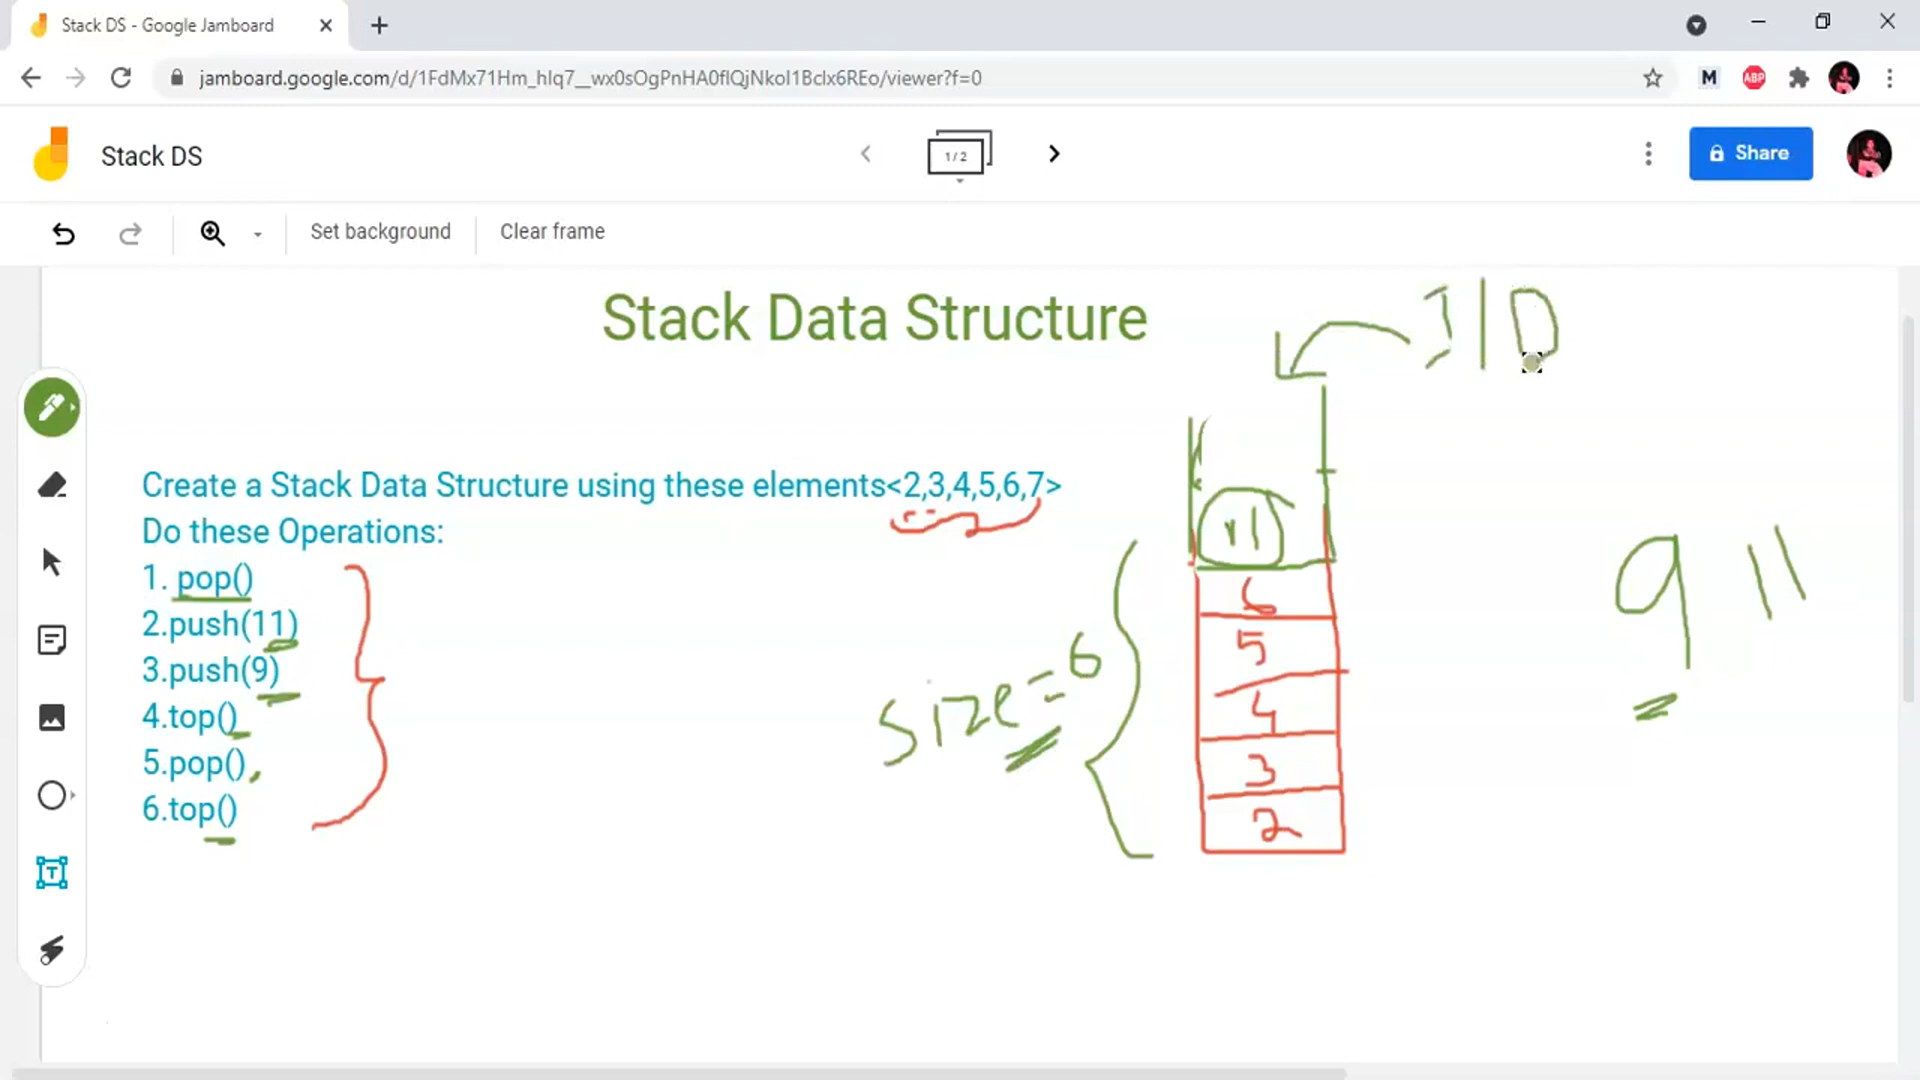 Stack DS - Google Jamboard
jamboard.google.com/d/1FdMx71Hm_hIq7__wx0sOgPnHA0flQjNkoI1BcIx6REo/viewer?f=0
M
ABP
Stack DS
1 / 2
Share
Set background
Clear frame
Stack Data Structure
I/D
Create a Stack Data Structure using these elements<2,3,4,5,6,7>
Do these Operations:
1. pop()
2.push(11)
3.push(9)
4.top()
5.pop()
6.top()
size=6
11
6
5
4
3
2
9 11